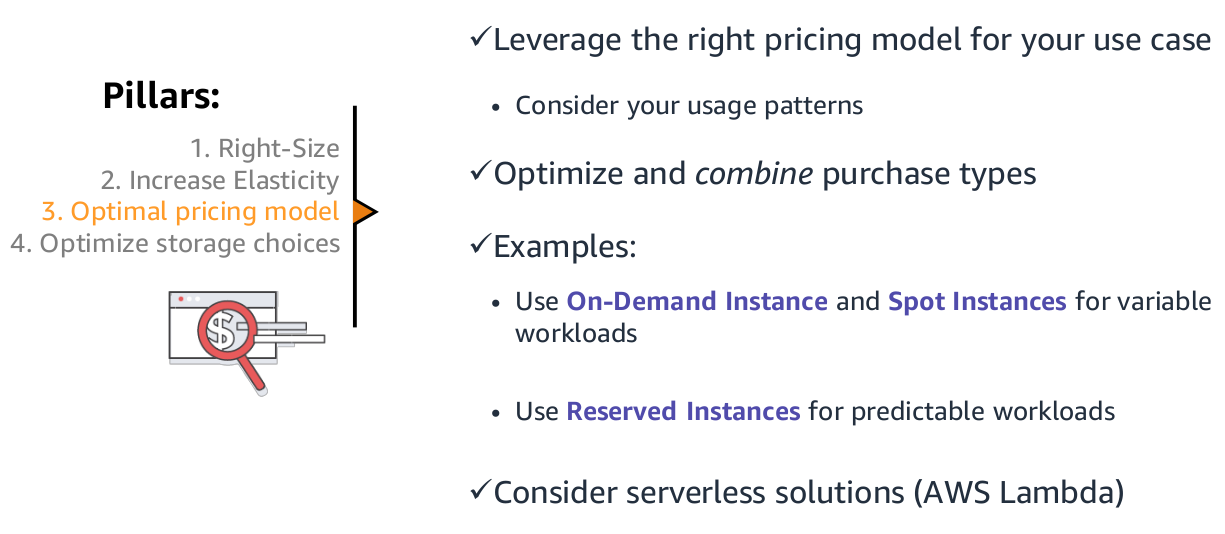 Pillars:
1. Right-Size
2. Increase Elasticity
3. Optimal pricing model
4. Optimize storage choices
$
✓Leverage the right pricing model for your use case
• Consider your usage patterns
✓Optimize and combine purchase types
✓Examples:
• Use On-Demand Instance and Spot Instances for variable
workloads
• Use Reserved Instances for predictable workloads
✓Consider serverless solutions (AWS Lambda)